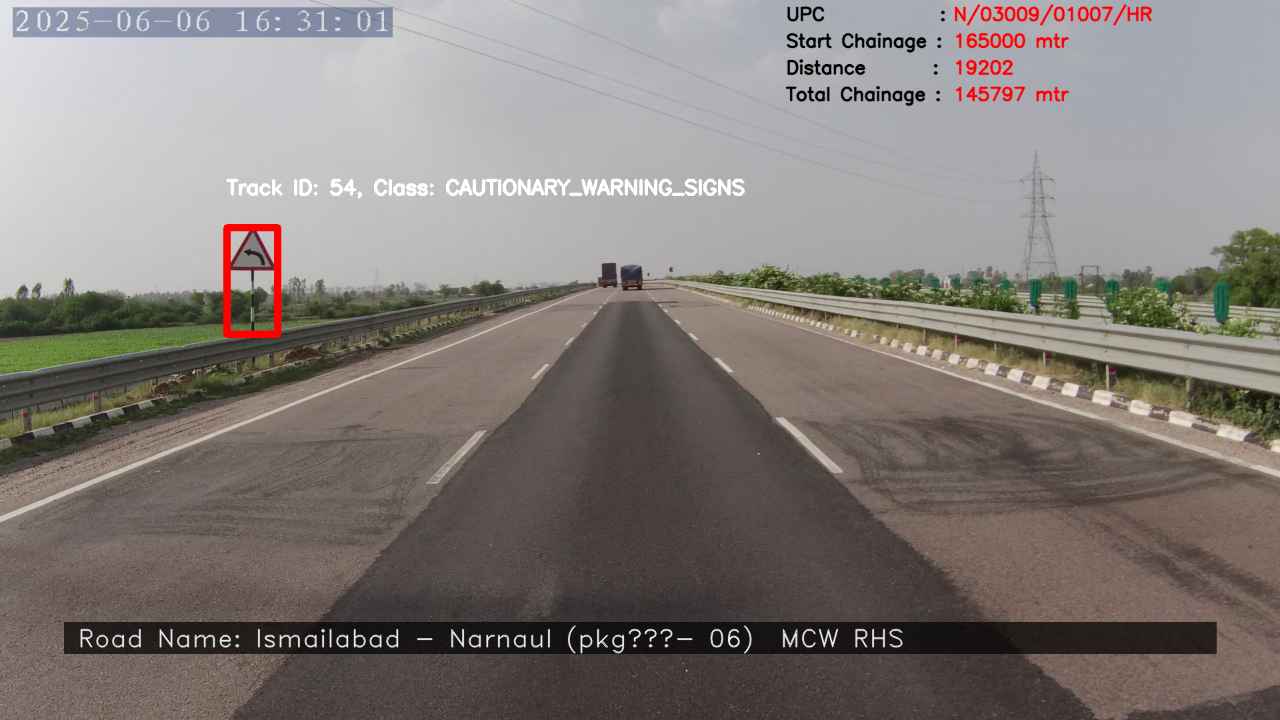 2025-06-06 16:31:01
UPC : N/03009/01007/HR
Start Chainage : 165000 mtr
Distance : 19202
Total Chainage : 145797 mtr
Track ID: 54, Class: CAUTIONARY_WARNING_SIGNS
Road Name: Ismailabad - Narnaul (pkg???- 06) MCW RHS